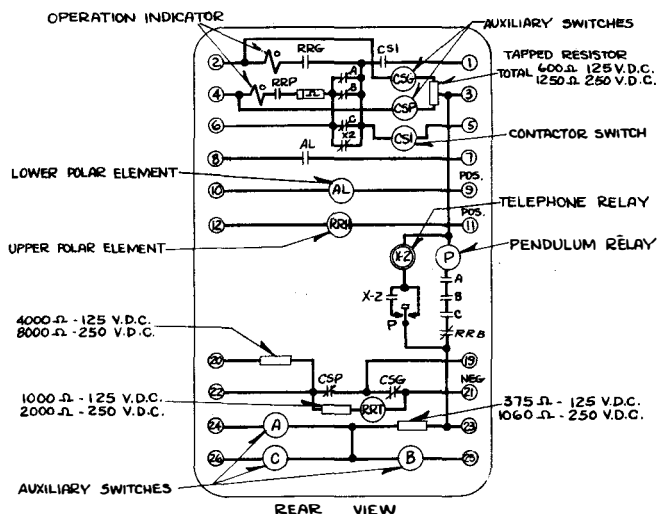 OPERATION INDICATOR
AUXILIARY SWITCHES
2
RRG
CS1
1
CSG
TAPPED RESISTOR
TOTAL 600Ω 125 V.D.C.
1250Ω 250 V.D.C.
4
RRP
A
B
CSP
3
6
C
X2
CS1
5
CONTACTOR SWITCH
8
AL
7
LOWER POLAR ELEMENT
10
AL
POS.
9
12
POS.
11
TELEPHONE RELAY
UPPER POLAR ELEMENT
PENDULUM RELAY
X-2
P
A
X-2
B
P
C
RRB
4000Ω - 125 V.D.C.
8000Ω - 250 V.D.C.
20
19
22
CSP
CSG
NEG
21
1000Ω - 125 V.D.C.
2000Ω - 250 V.D.C.
RRT
375Ω - 125 V.D.C.
1060Ω - 250 V.D.C.
24
A
23
26
C
B
25
AUXILIARY SWITCHES
REAR VIEW